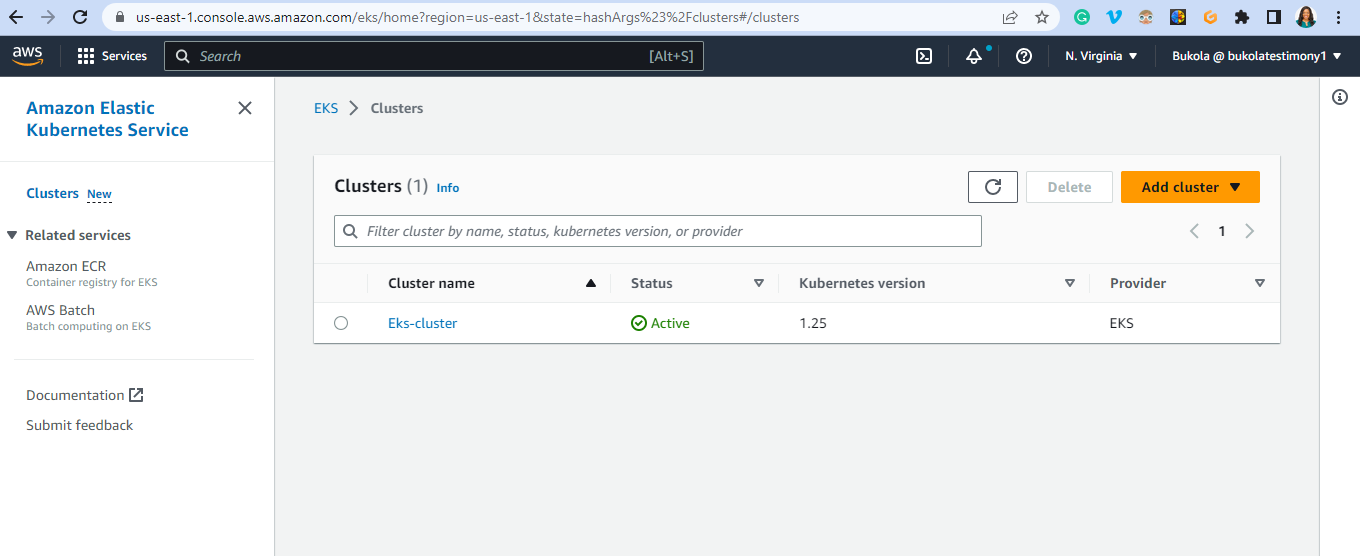 us-east-1.console.aws.amazon.com/eks/home?region=us-east-1&state=hashArgs%23%2Fclusters#/clusters
aws
Services
Search [Alt+S]
N. Virginia
Bukola @ bukolatestimony1
Amazon Elastic
Kubernetes Service
Clusters New
Related services
Amazon ECR
Container registry for EKS
AWS Batch
Batch computing on EKS
Documentation
Submit feedback
EKS Clusters
Clusters (1) Info
Delete
Add cluster
Filter cluster by name, status, kubernetes version, or provider
1
Cluster name Status Kubernetes version Provider
Eks-cluster Active 1.25 EKS